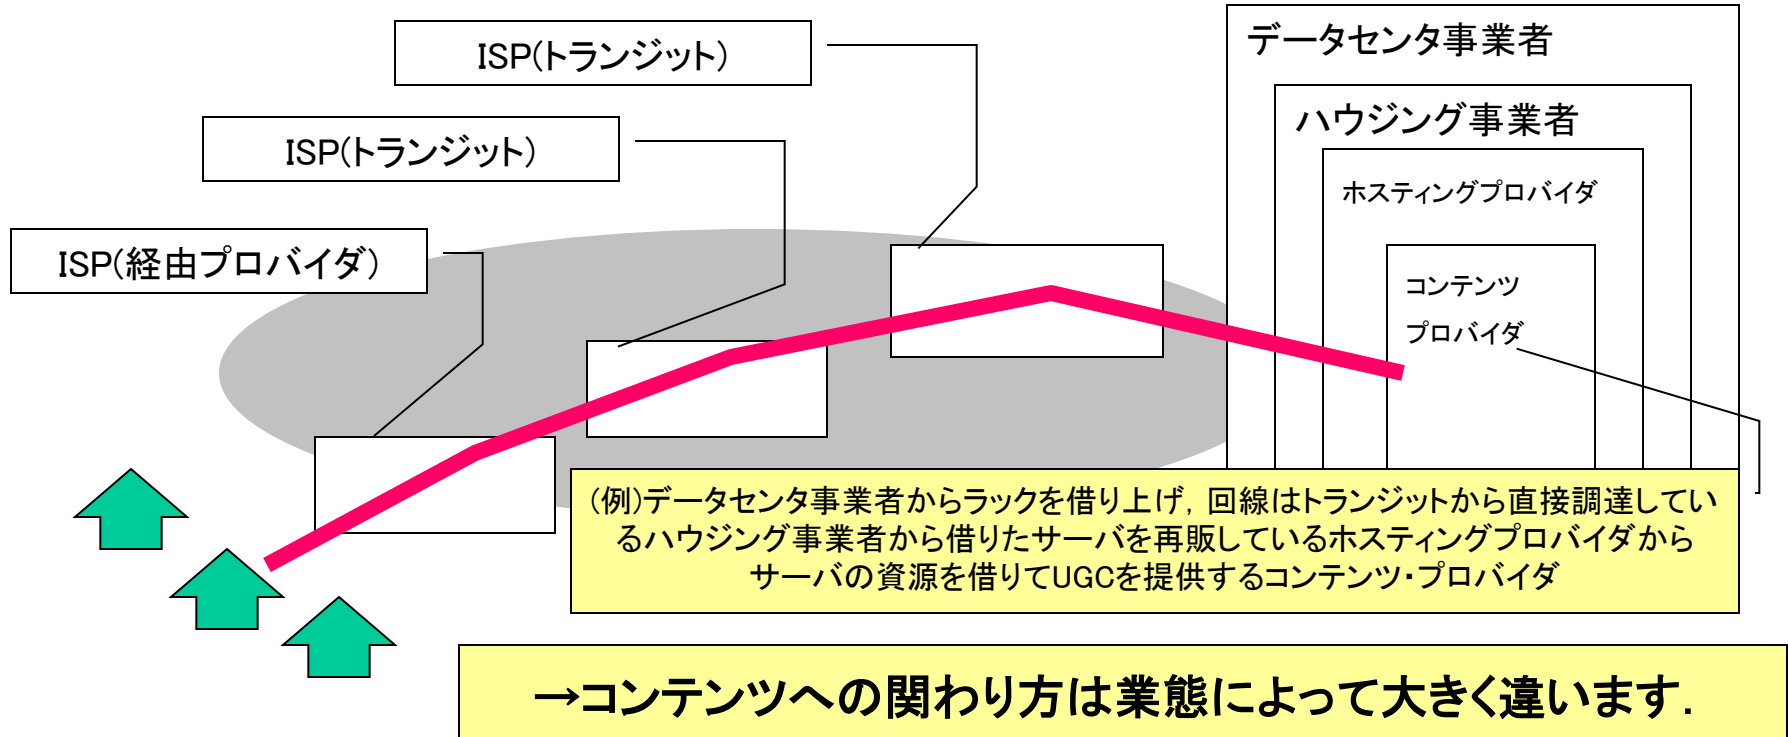 ISP(トランジット)
データセンタ事業者
ハウジング事業者
ISP(トランジット)
ホスティングプロバイダ
ISP(経由プロバイダ)
コンテンツ
プロバイダ
(例)データセンタ事業者からラックを借り上げ,回線はトランジットから直接調達してい
るハウジング事業者から借りたサーバを再販しているホスティングプロバイダから
サーバの資源を借りてUGCを提供するコンテンツ・プロバイダ
→コンテンツへの関わり方は業態によって大きく違います.